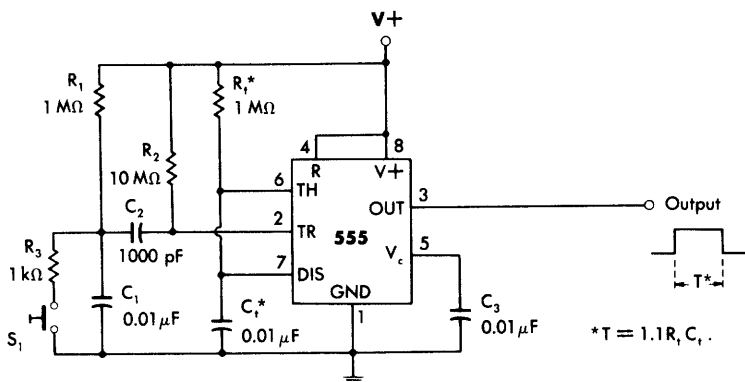 V+
R₁
1 MΩ
Rₜ*
1 MΩ
R₂
10 MΩ
4
R
8
V+
6
TH
3
OUT
Output
C₂
1000 pF
2
TR
555
5
V꜀
R₃
1 kΩ
7
DIS
GND
1
T*
S₁
C₁
0.01 μF
Cₜ*
0.01 μF
C₃
0.01 μF
*T = 1.1RₜCₜ.